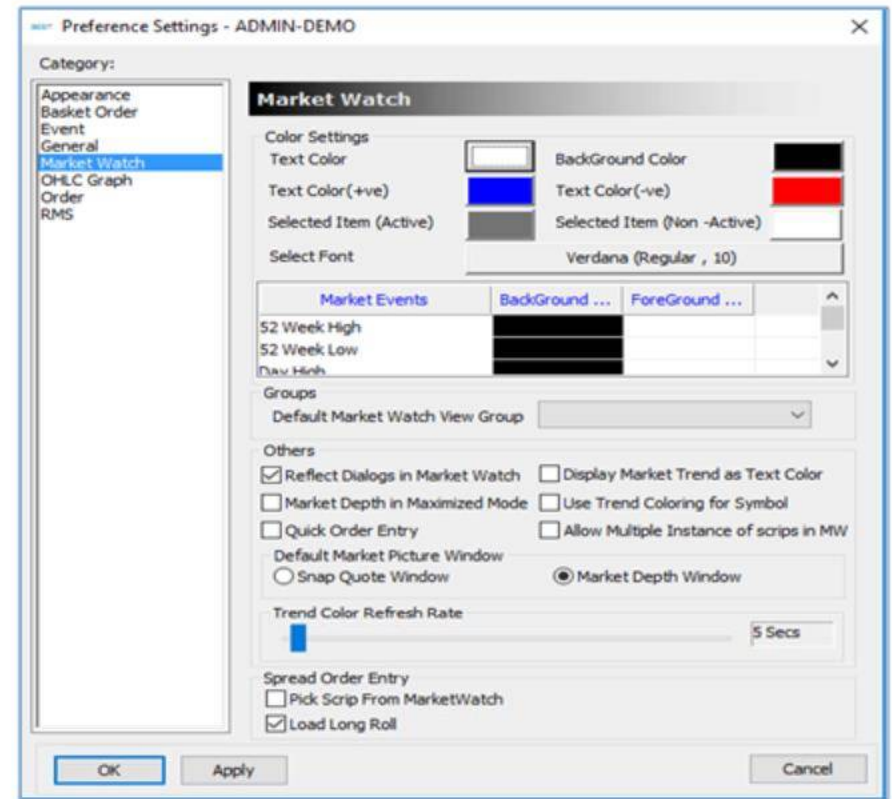 Preference Settings - ADMIN-DEMO
Category:
Appearance
Basket Order
Event
General
Market Watch
OHLC Graph
Order
RMS
Market Watch
Color Settings
Text Color BackGround Color
Text Color(+ve) Text Color(-ve)
Selected Item (Active) Selected Item (Non -Active)
Select Font Verdana (Regular , 10)
Market Events BackGround ... ForeGround ...
52 Week High
52 Week Low
Day High
Groups
Default Market Watch View Group
Others
Reflect Dialogs in Market Watch Display Market Trend as Text Color
Market Depth in Maximized Mode Use Trend Coloring for Symbol
Quick Order Entry Allow Multiple Instance of scrips in MW
Default Market Picture Window
Snap Quote Window Market Depth Window
Trend Color Refresh Rate
5 Secs
Spread Order Entry
Pick Scrip From MarketWatch
Load Long Roll
OK Apply Cancel